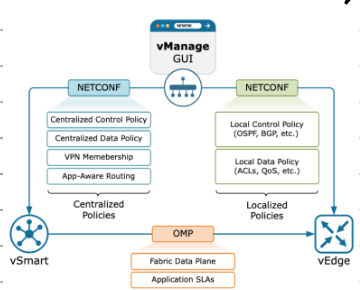 www.
vManage
GUI
NETCONF
NETCONF
Centralized Control Policy
Centralized Data Policy
VPN Memebership
App-Aware Routing
Local Control Policy
(OSPF, BGP, etc.)
Local Data Policy
(ACLs, QoS, etc.)
Centralized
Policies
Localized
Policies
OMP
vSmart
vEdge
Fabric Data Plane
Application SLAs